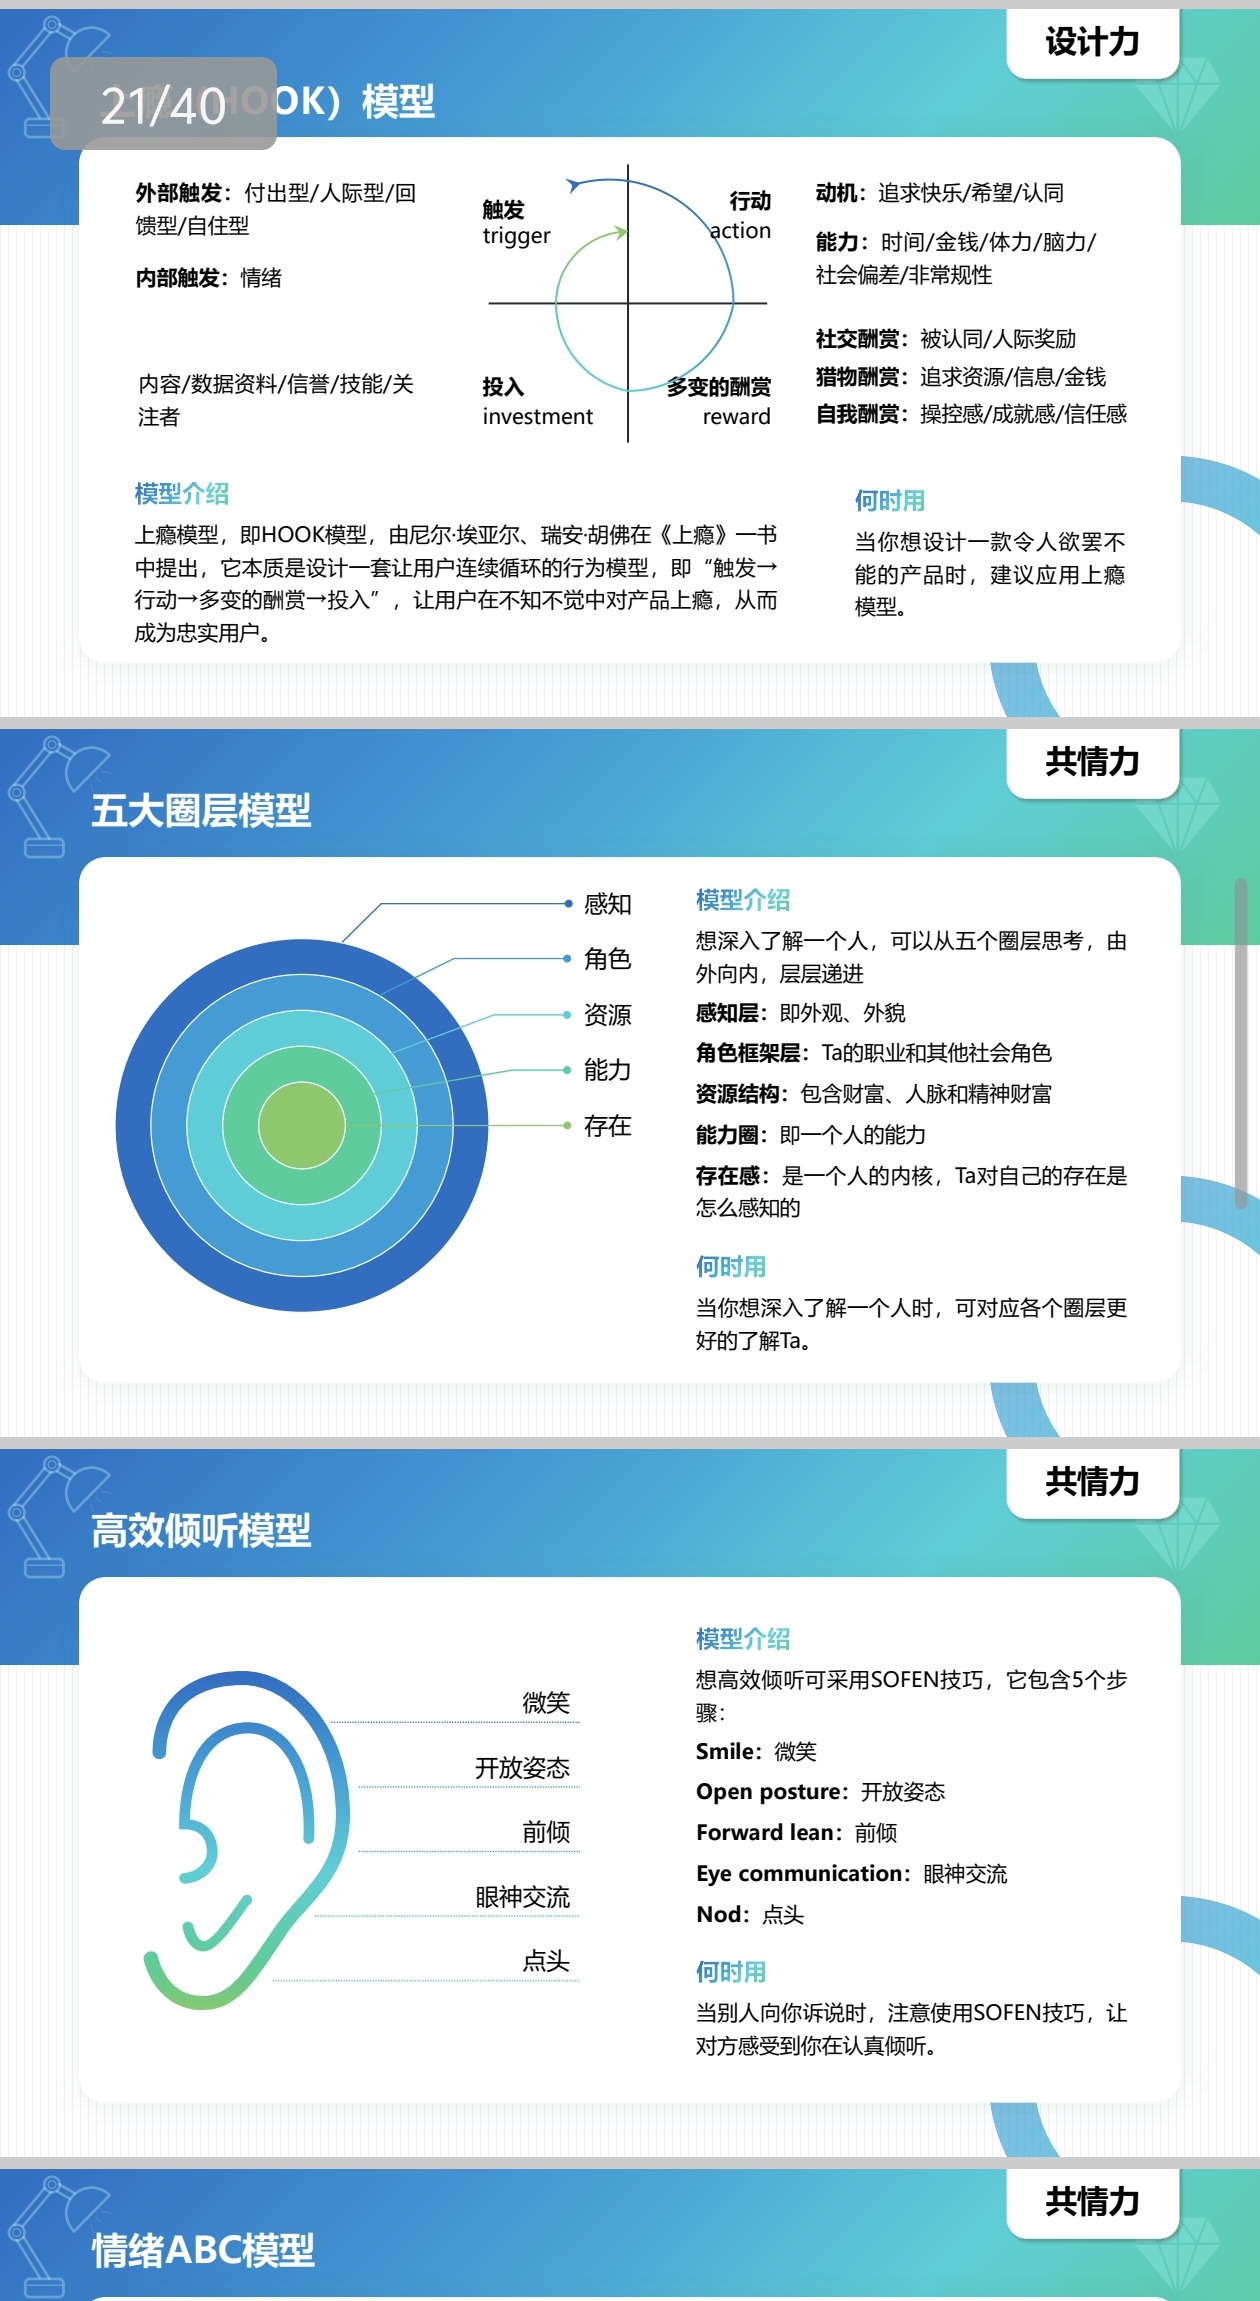 设计力
21/40
OK）模型
外部触发：付出型/人际型/回
馈型/自住型
内部触发：情绪
内容/数据资料/信誉/技能/关
注者
触发
trigger
行动
action
投入
investment
多变的酬赏
reward
动机：追求快乐/希望/认同
能力：时间/金钱/体力/脑力/
社会偏差/非常规性
社交酬赏：被认同/人际奖励
猎物酬赏：追求资源/信息/金钱
自我酬赏：操控感/成就感/信任感
模型介绍
上瘾模型，即HOOK模型，由尼尔·埃亚尔、瑞安·胡佛在《上瘾》一书
中提出，它本质是设计一套让用户连续循环的行为模型，即“触发→
行动→多变的酬赏→投入”，让用户在不知不觉中对产品上瘾，从而
成为忠实用户。
何时用
当你想设计一款令人欲罢不
能的产品时，建议应用上瘾
模型。
共情力
五大圈层模型
感知
角色
资源
能力
存在
模型介绍
想深入了解一个人，可以从五个圈层思考，由
外向内，层层递进
感知层：即外观、外貌
角色框架层：Ta的职业和其他社会角色
资源结构：包含财富、人脉和精神财富
能力圈：即一个人的能力
存在感：是一个人的内核，Ta对自己的存在是
怎么感知的
何时用
当你想深入了解一个人时，可对应各个圈层更
好的了解Ta。
共情力
高效倾听模型
微笑
开放姿态
前倾
眼神交流
点头
模型介绍
想高效倾听可采用SOFEN技巧，它包含5个步
骤：
Smile：微笑
Open posture：开放姿态
Forward lean：前倾
Eye communication：眼神交流
Nod：点头
何时用
当别人向你诉说时，注意使用SOFEN技巧，让
对方感受到你在认真倾听。
共情力
情绪ABC模型